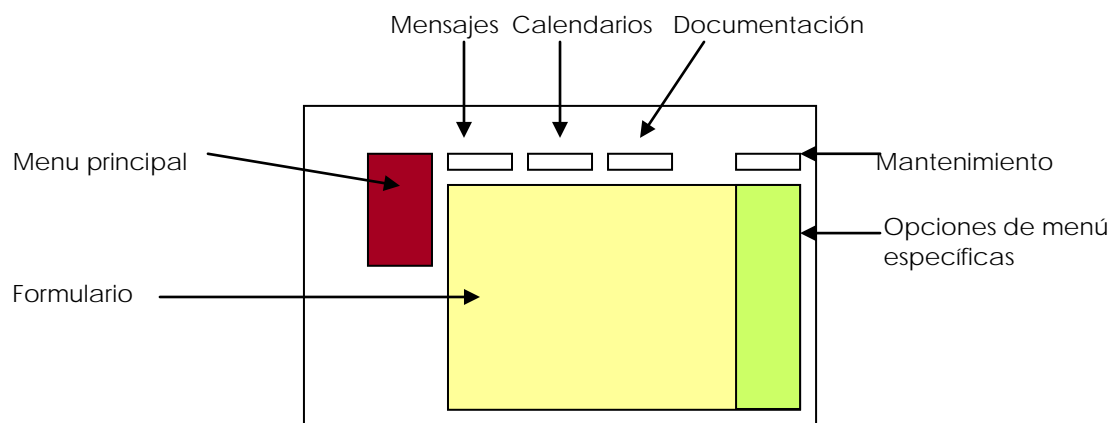 Mensajes Calendarios Documentación
Menu principal
Mantenimiento
Opciones de menú
específicas
Formulario